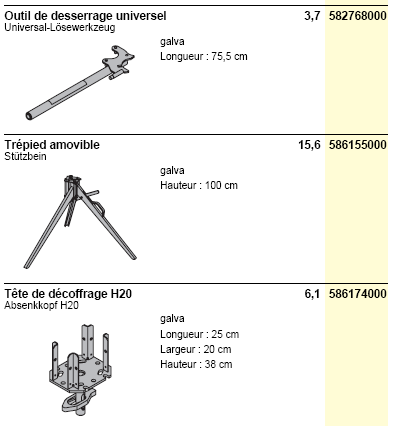 Outil de desserrage universel 3,7 582768000
Universal-Lösewerkzeug
galva
Longueur : 75,5 cm
Trépied amovible 15,6 586155000
Stützbein
galva
Hauteur : 100 cm
Tête de décoffrage H20 6,1 586174000
Absenkkopf H20
galva
Longueur : 25 cm
Largeur : 20 cm
Hauteur : 38 cm